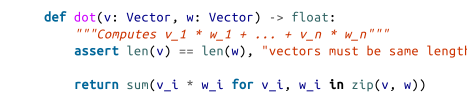 def dot(v: Vector, w: Vector) -> float:
    """Computes v_1 * w_1 + ... + v_n * w_n"""
    assert len(v) == len(w), "vectors must be same length

    return sum(v_i * w_i for v_i, w_i in zip(v, w))